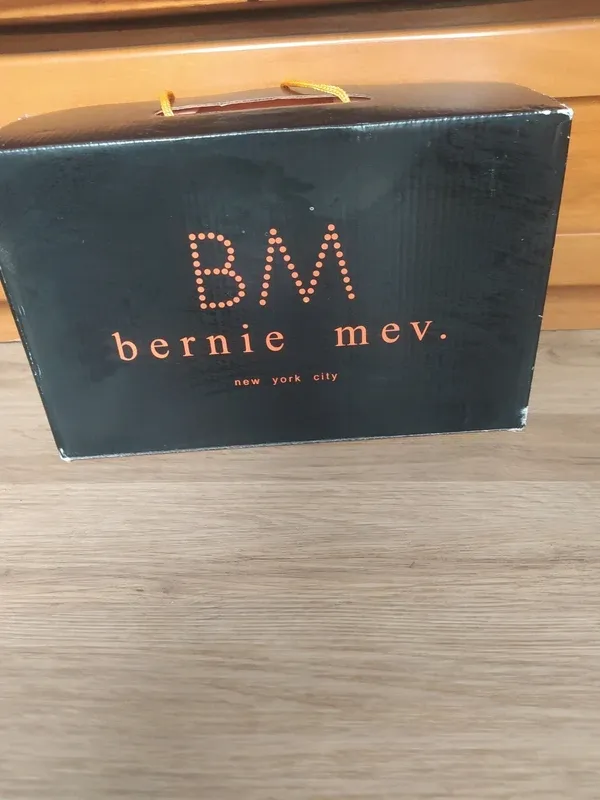 BM
bernie mev.
new york city